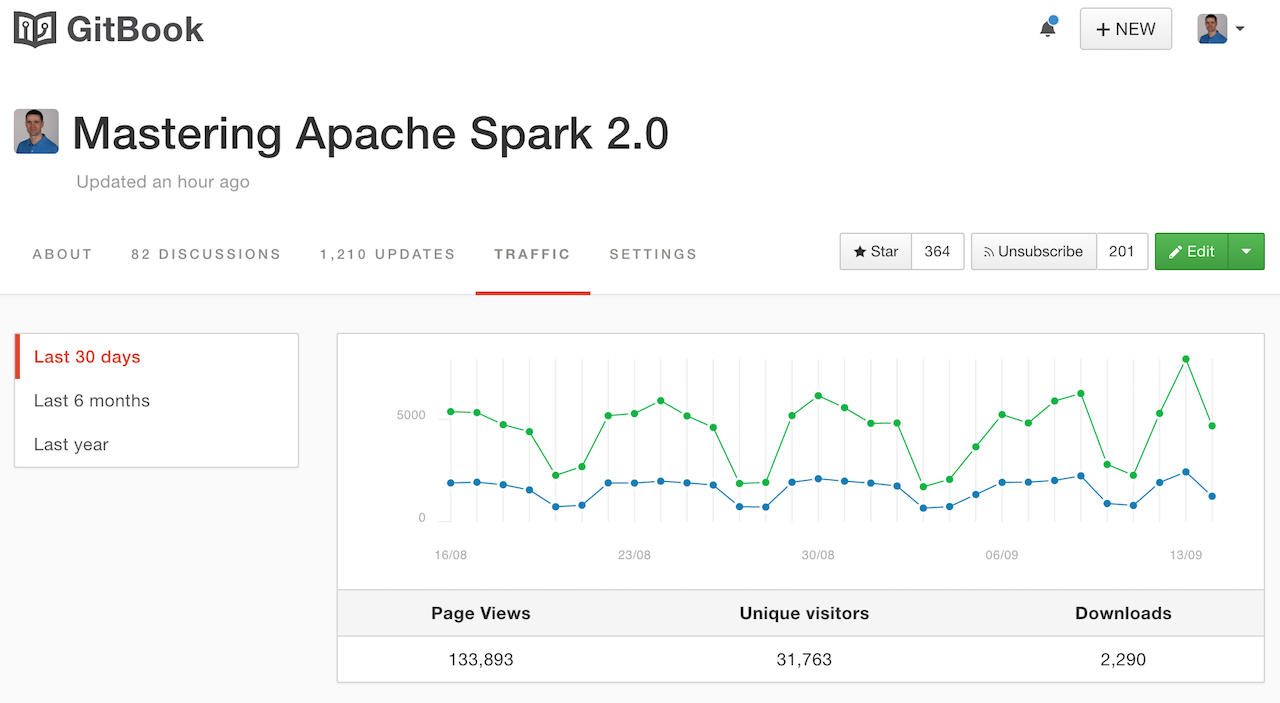 GitBook
+ NEW
Mastering Apache Spark 2.0
Updated an hour ago
ABOUT 82 DISCUSSIONS 1,210 UPDATES TRAFFIC SETTINGS Star 364 Unsubscribe 201 Edit
Last 30 days
Last 6 months
Last year
5000
0
16/08 23/08 30/08 06/09 13/09
Page Views Unique visitors Downloads
133,893 31,763 2,290